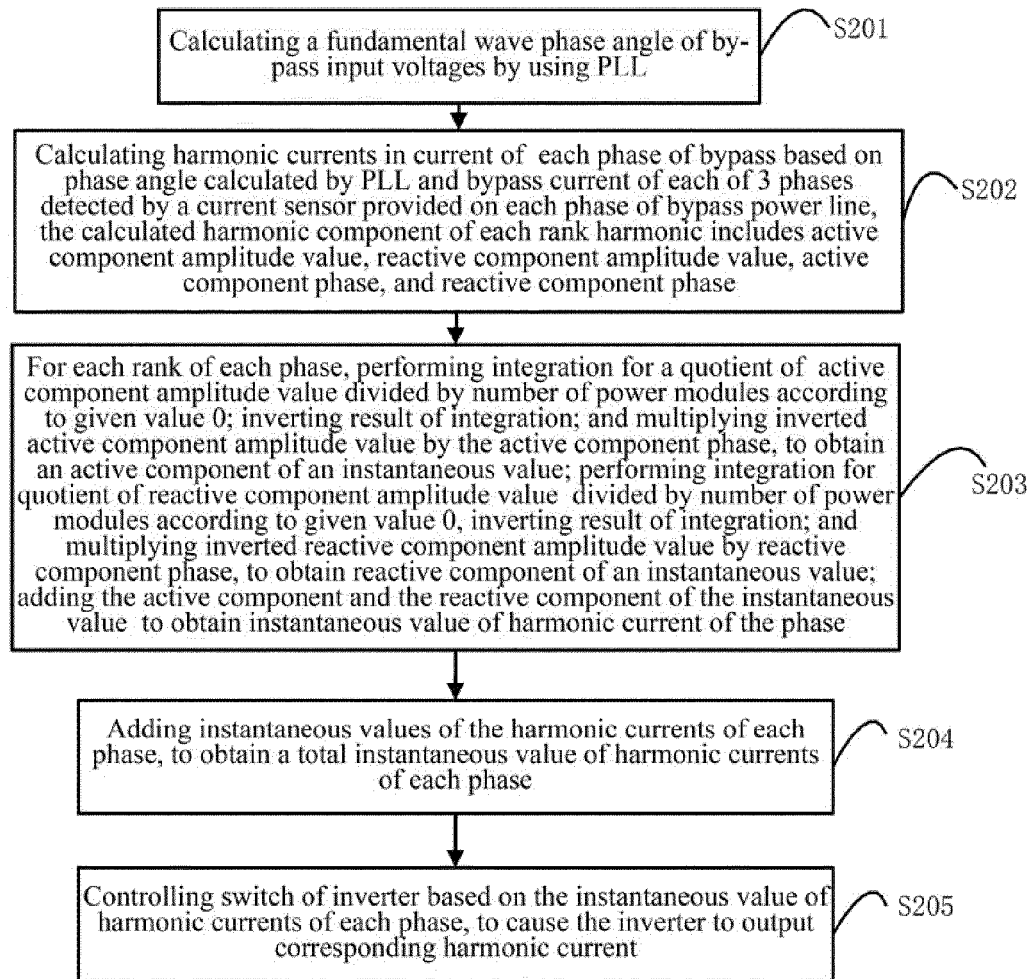 Calculating a fundamental wave phase angle of by-
pass input voltages by using PLL
S201
Calculating harmonic currents in current of each phase of bypass based on
phase angle calculated by PLL and bypass current of each of 3 phases
detected by a current sensor provided on each phase of bypass power line,
the calculated harmonic component of each rank harmonic includes active
component amplitude value, reactive component amplitude value, active
component phase, and reactive component phase
S202
For each rank of each phase, performing integration for a quotient of active
component amplitude value divided by number of power modules according
to given value 0; inverting result of integration; and multiplying inverted
active component amplitude value by the active component phase, to obtain
an active component of an instantaneous value; performing integration for
quotient of reactive component amplitude value divided by number of power
modules according to given value 0, inverting result of integration; and
multiplying inverted reactive component amplitude value by reactive
component phase, to obtain reactive component of an instantaneous value;
adding the active component and the reactive component of the instantaneous
value to obtain instantaneous value of harmonic current of the phase
S203
Adding instantaneous values of the harmonic currents of each
phase, to obtain a total instantaneous value of harmonic currents
of each phase
S204
Controlling switch of inverter based on the instantaneous value of
harmonic currents of each phase, to cause the inverter to output
corresponding harmonic current
S205